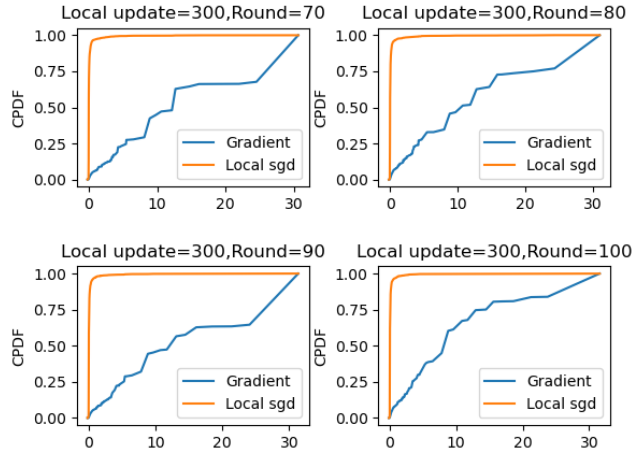 Local update=300,Round=70
1.00
0.75
0.50
0.25
0.00
CPDF
Gradient
Local sgd
0 10 20 30
Local update=300,Round=80
1.00
0.75
0.50
0.25
0.00
CPDF
Gradient
Local sgd
0 10 20 30
Local update=300,Round=90
1.00
0.75
0.50
0.25
0.00
CPDF
Gradient
Local sgd
0 10 20 30
Local update=300,Round=100
1.00
0.75
0.50
0.25
0.00
CPDF
Gradient
Local sgd
0 10 20 30